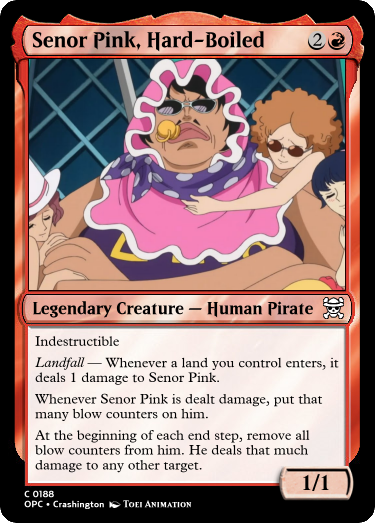 Senor Pink, Hard-Boiled 2
Legendary Creature — Human Pirate
Indestructible
Landfall — Whenever a land you control enters, it
deals 1 damage to Senor Pink.
Whenever Senor Pink is dealt damage, put that
many blow counters on him.
At the beginning of each end step, remove all
blow counters from him. He deals that much
damage to any other target.
1/1
C 0188
OPC • Crashington TOEI ANIMATION